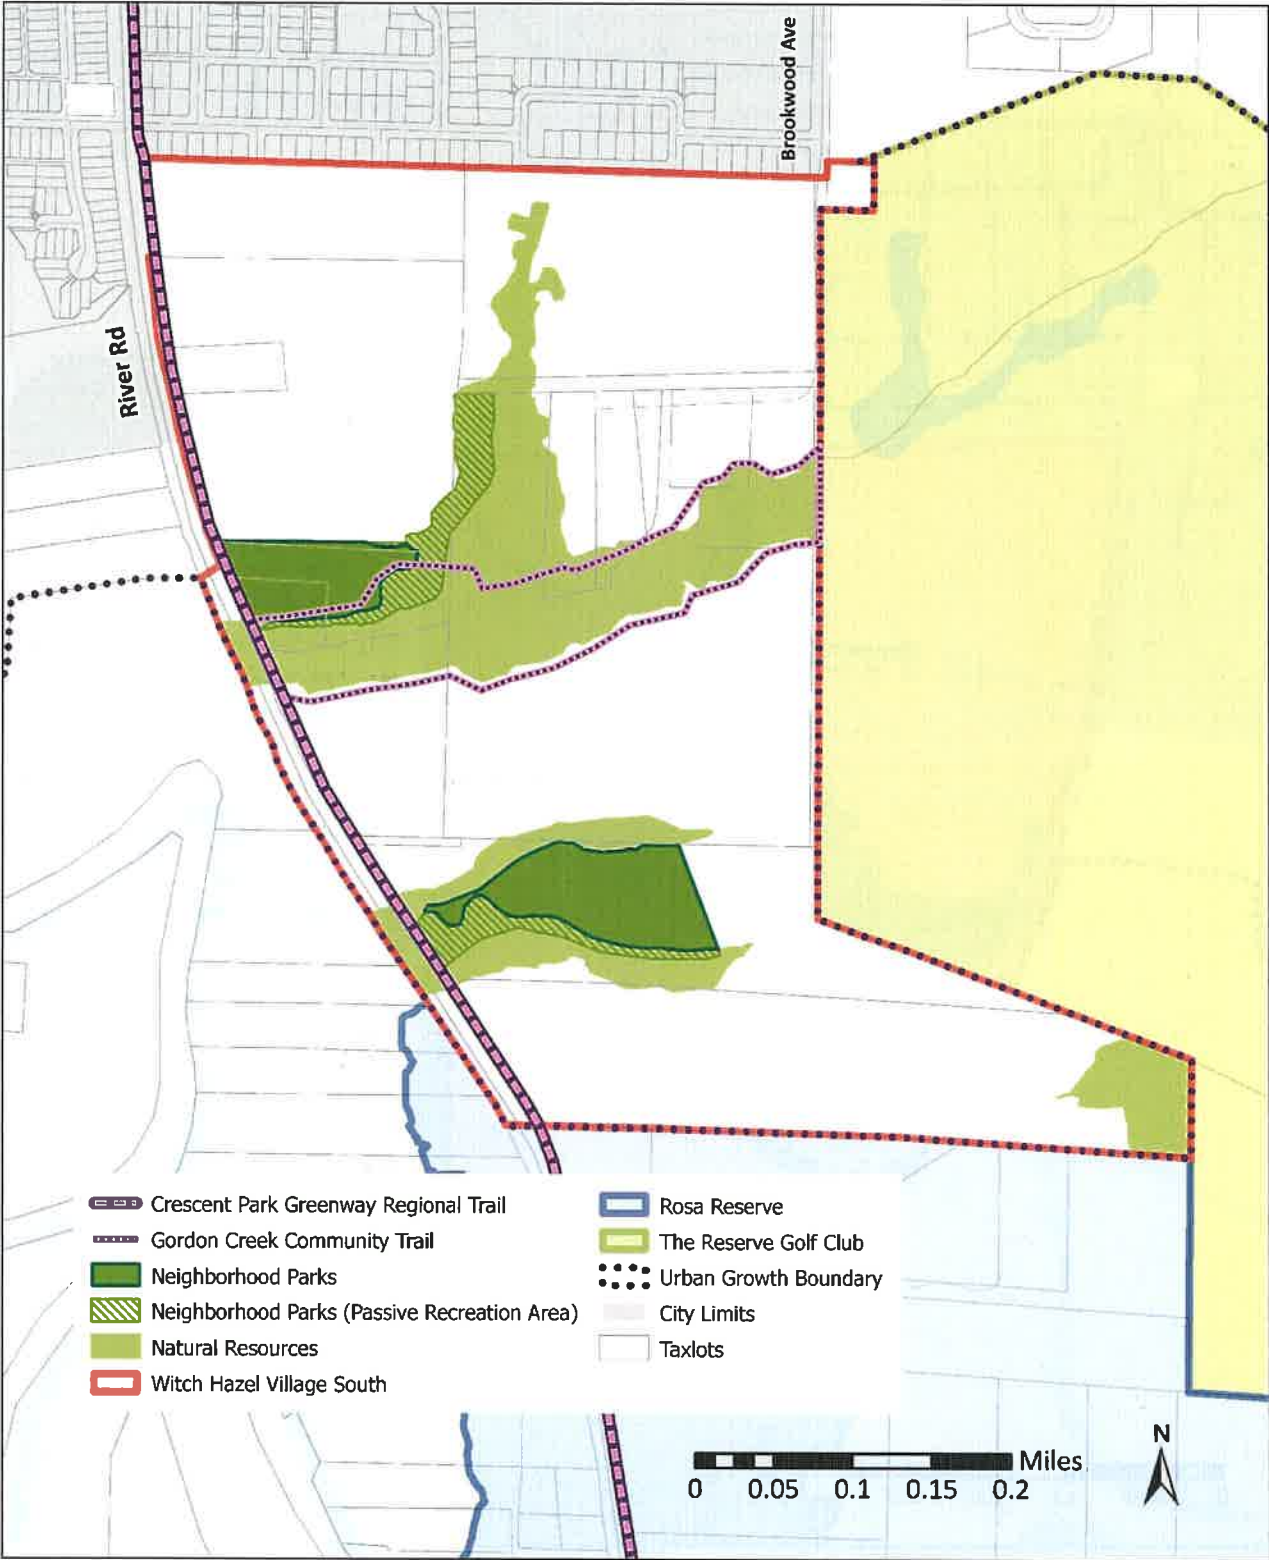 Brookwood Ave
River Rd
Crescent Park Greenway Regional Trail
Gordon Creek Community Trail
Neighborhood Parks
Neighborhood Parks (Passive Recreation Area)
Natural Resources
Witch Hazel Village South
Rosa Reserve
The Reserve Golf Club
Urban Growth Boundary
City Limits
Taxlots
N
Miles
0 0.05 0.1 0.15 0.2